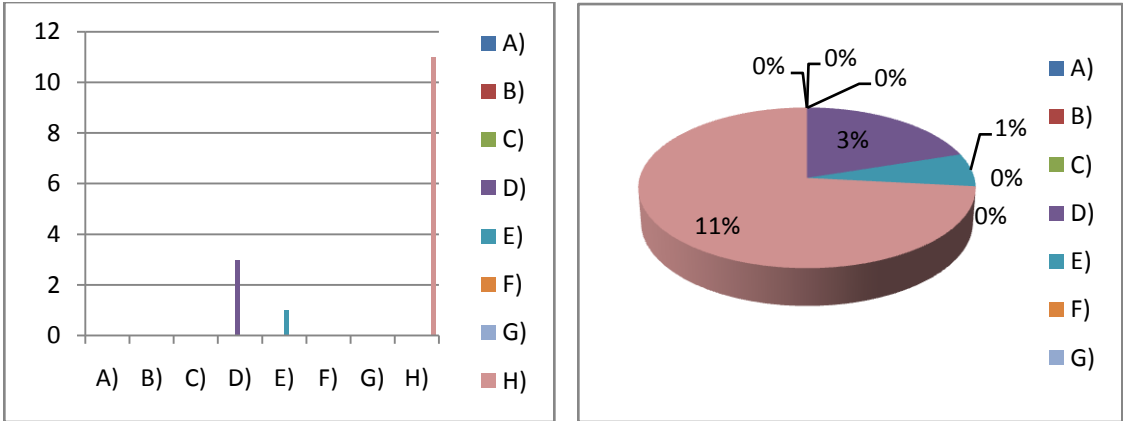 12
10
8
6
4
2
0
A) B) C) D) E) F) G) H)
A)
B)
C)
D)
E)
F)
G)
H)
0%
0%
0%
3%
1%
0%
0%
11%
A)
B)
C)
D)
E)
F)
G)